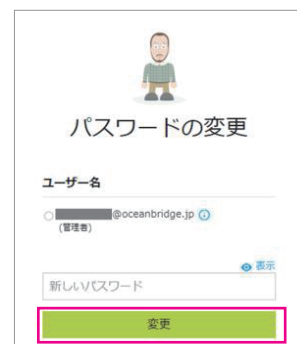 パスワードの変更
ユーザー名
@oceanbridge.jp
(管理者)
表示
新しいパスワード
変更